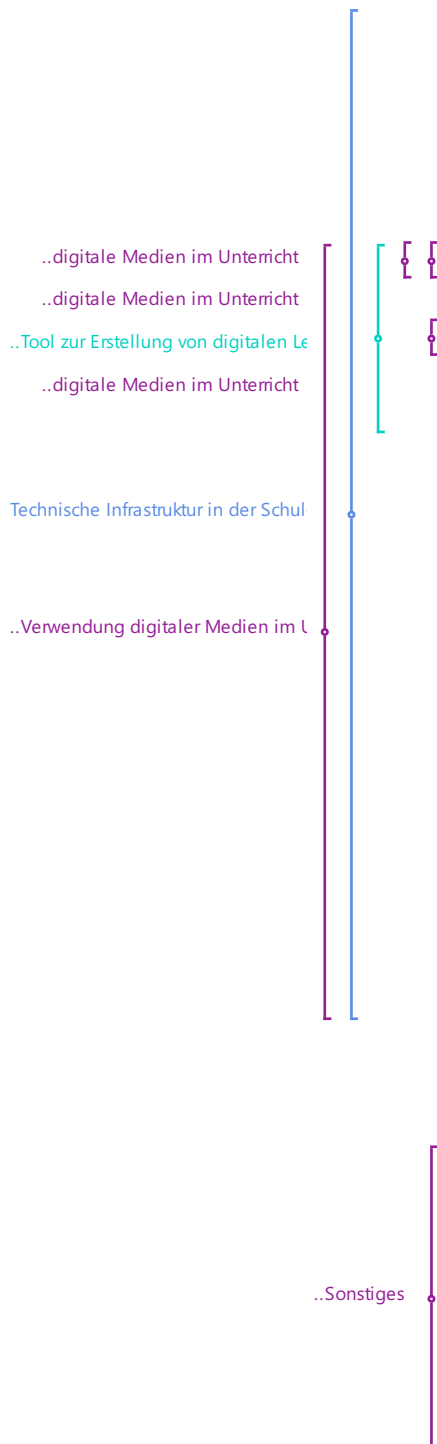 ..digitale Medien im Unterricht
..digitale Medien im Unterricht
..Tool zur Erstellung von digitalen Le
..digitale Medien im Unterricht
Technische Infrastruktur in der Schul
..Verwendung digitaler Medien im U
..Sonstiges